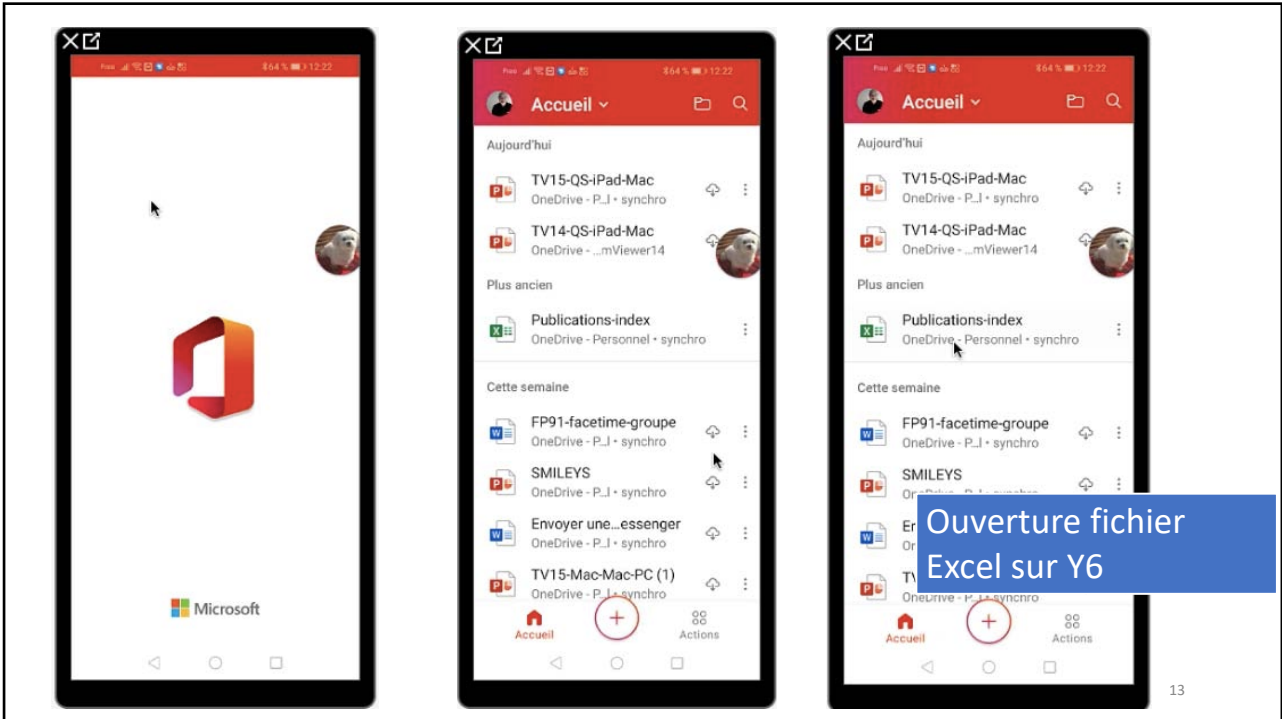 Free 64 % 12:22
Microsoft
Free 64 % 12:22
Accueil
Aujourd'hui
TV15-QS-iPad-Mac
OneDrive - P...l • synchro
TV14-QS-iPad-Mac
OneDrive - ...mViewer14
Plus ancien
Publications-index
OneDrive - Personnel • synchro
Cette semaine
FP91-facetime-groupe
OneDrive - P...l • synchro
SMILEYS
OneDrive - P...l • synchro
Envoyer une...essenger
OneDrive - P...l • synchro
TV15-Mac-Mac-PC (1)
OneDrive - P...l • synchro
Accueil
Actions
Free 64 % 12:22
Accueil
Aujourd'hui
TV15-QS-iPad-Mac
OneDrive - P...l • synchro
TV14-QS-iPad-Mac
OneDrive - ...mViewer14
Plus ancien
Publications-index
OneDrive - Personnel • synchro
Cette semaine
FP91-facetime-groupe
OneDrive - P...l • synchro
SMILEYS
Ouverture fichier
Excel sur Y6
Accueil
Actions
13